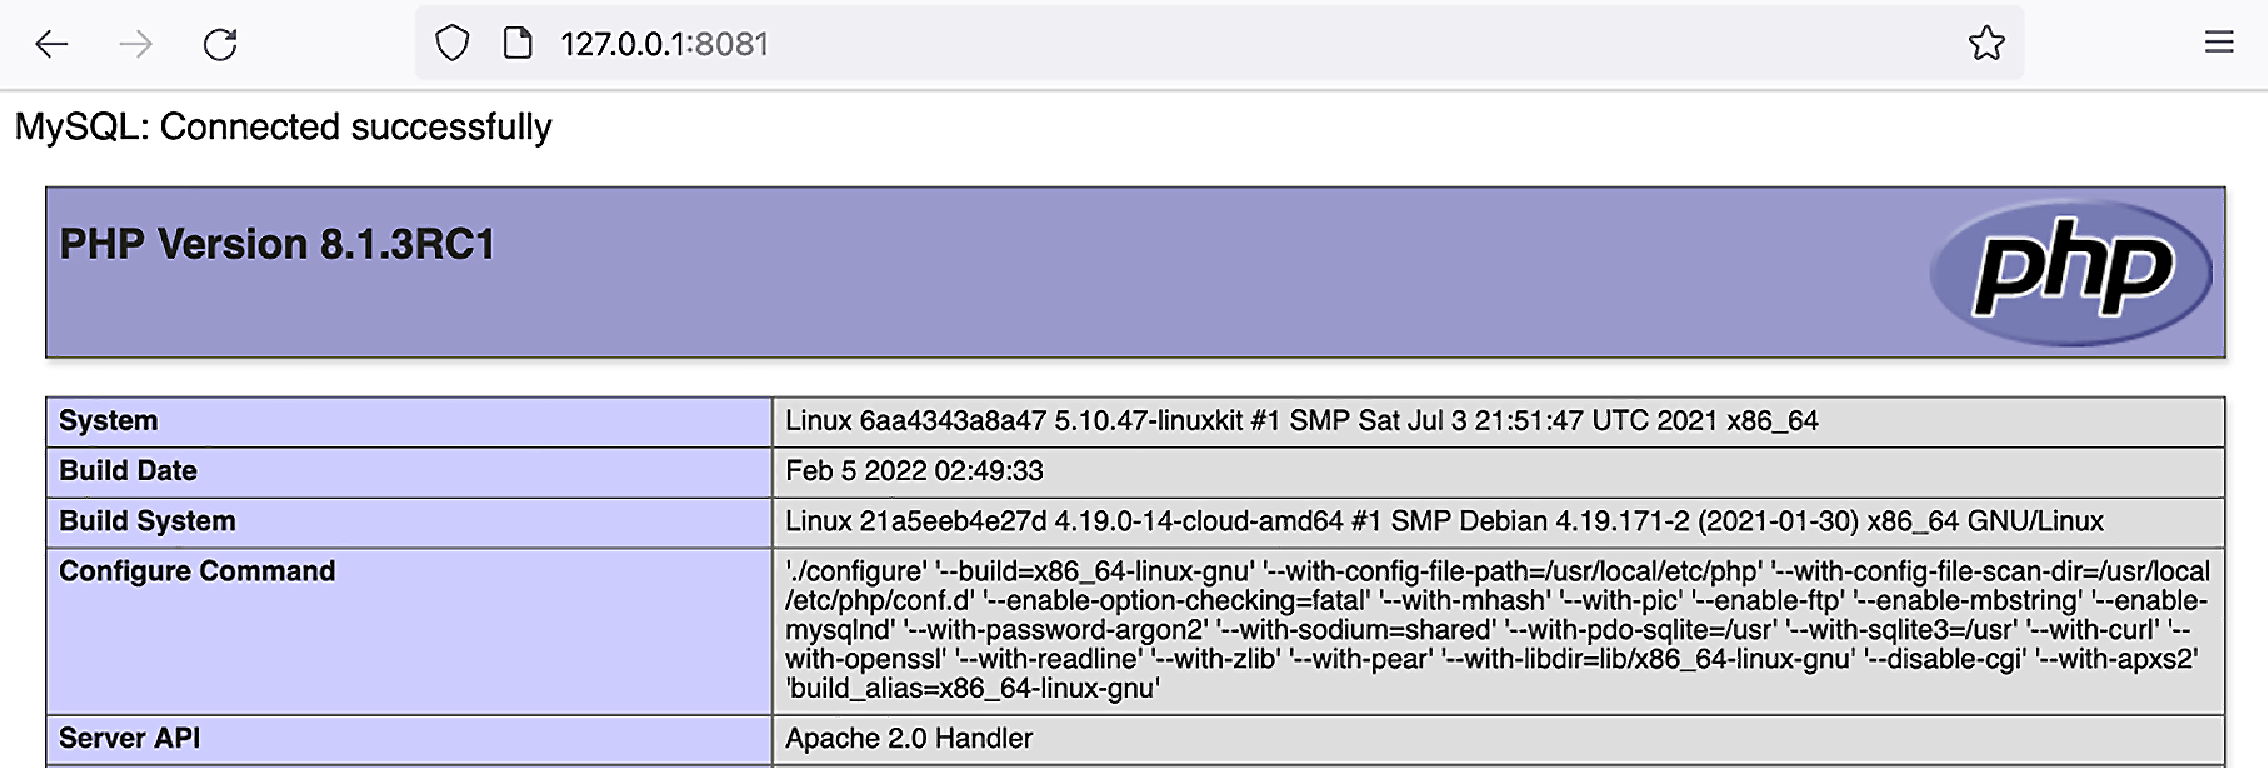 127.0.0.1:8081
MySQL: Connected successfully
PHP Version 8.1.3RC1
php
System Linux 6aa4343a8a47 5.10.47-linuxkit #1 SMP Sat Jul 3 21:51:47 UTC 2021 x86_64
Build Date Feb 5 2022 02:49:33
Build System Linux 21a5eeb4e27d 4.19.0-14-cloud-amd64 #1 SMP Debian 4.19.171-2 (2021-01-30) x86_64 GNU/Linux
Configure Command './configure' '--build=x86_64-linux-gnu' '--with-config-file-path=/usr/local/etc/php' '--with-config-file-scan-dir=/usr/local
/etc/php/conf.d' '--enable-option-checking=fatal' '--with-mhash' '--with-pic' '--enable-ftp' '--enable-mbstring' '--enable-
mysqlnd' '--with-password-argon2' '--with-sodium=shared' '--with-pdo-sqlite=/usr' '--with-sqlite3=/usr' '--with-curl' '--
with-openssl' '--with-readline' '--with-zlib' '--with-pear' '--with-libdir=lib/x86_64-linux-gnu' '--disable-cgi' '--with-apxs2'
'build_alias=x86_64-linux-gnu'
Server API Apache 2.0 Handler